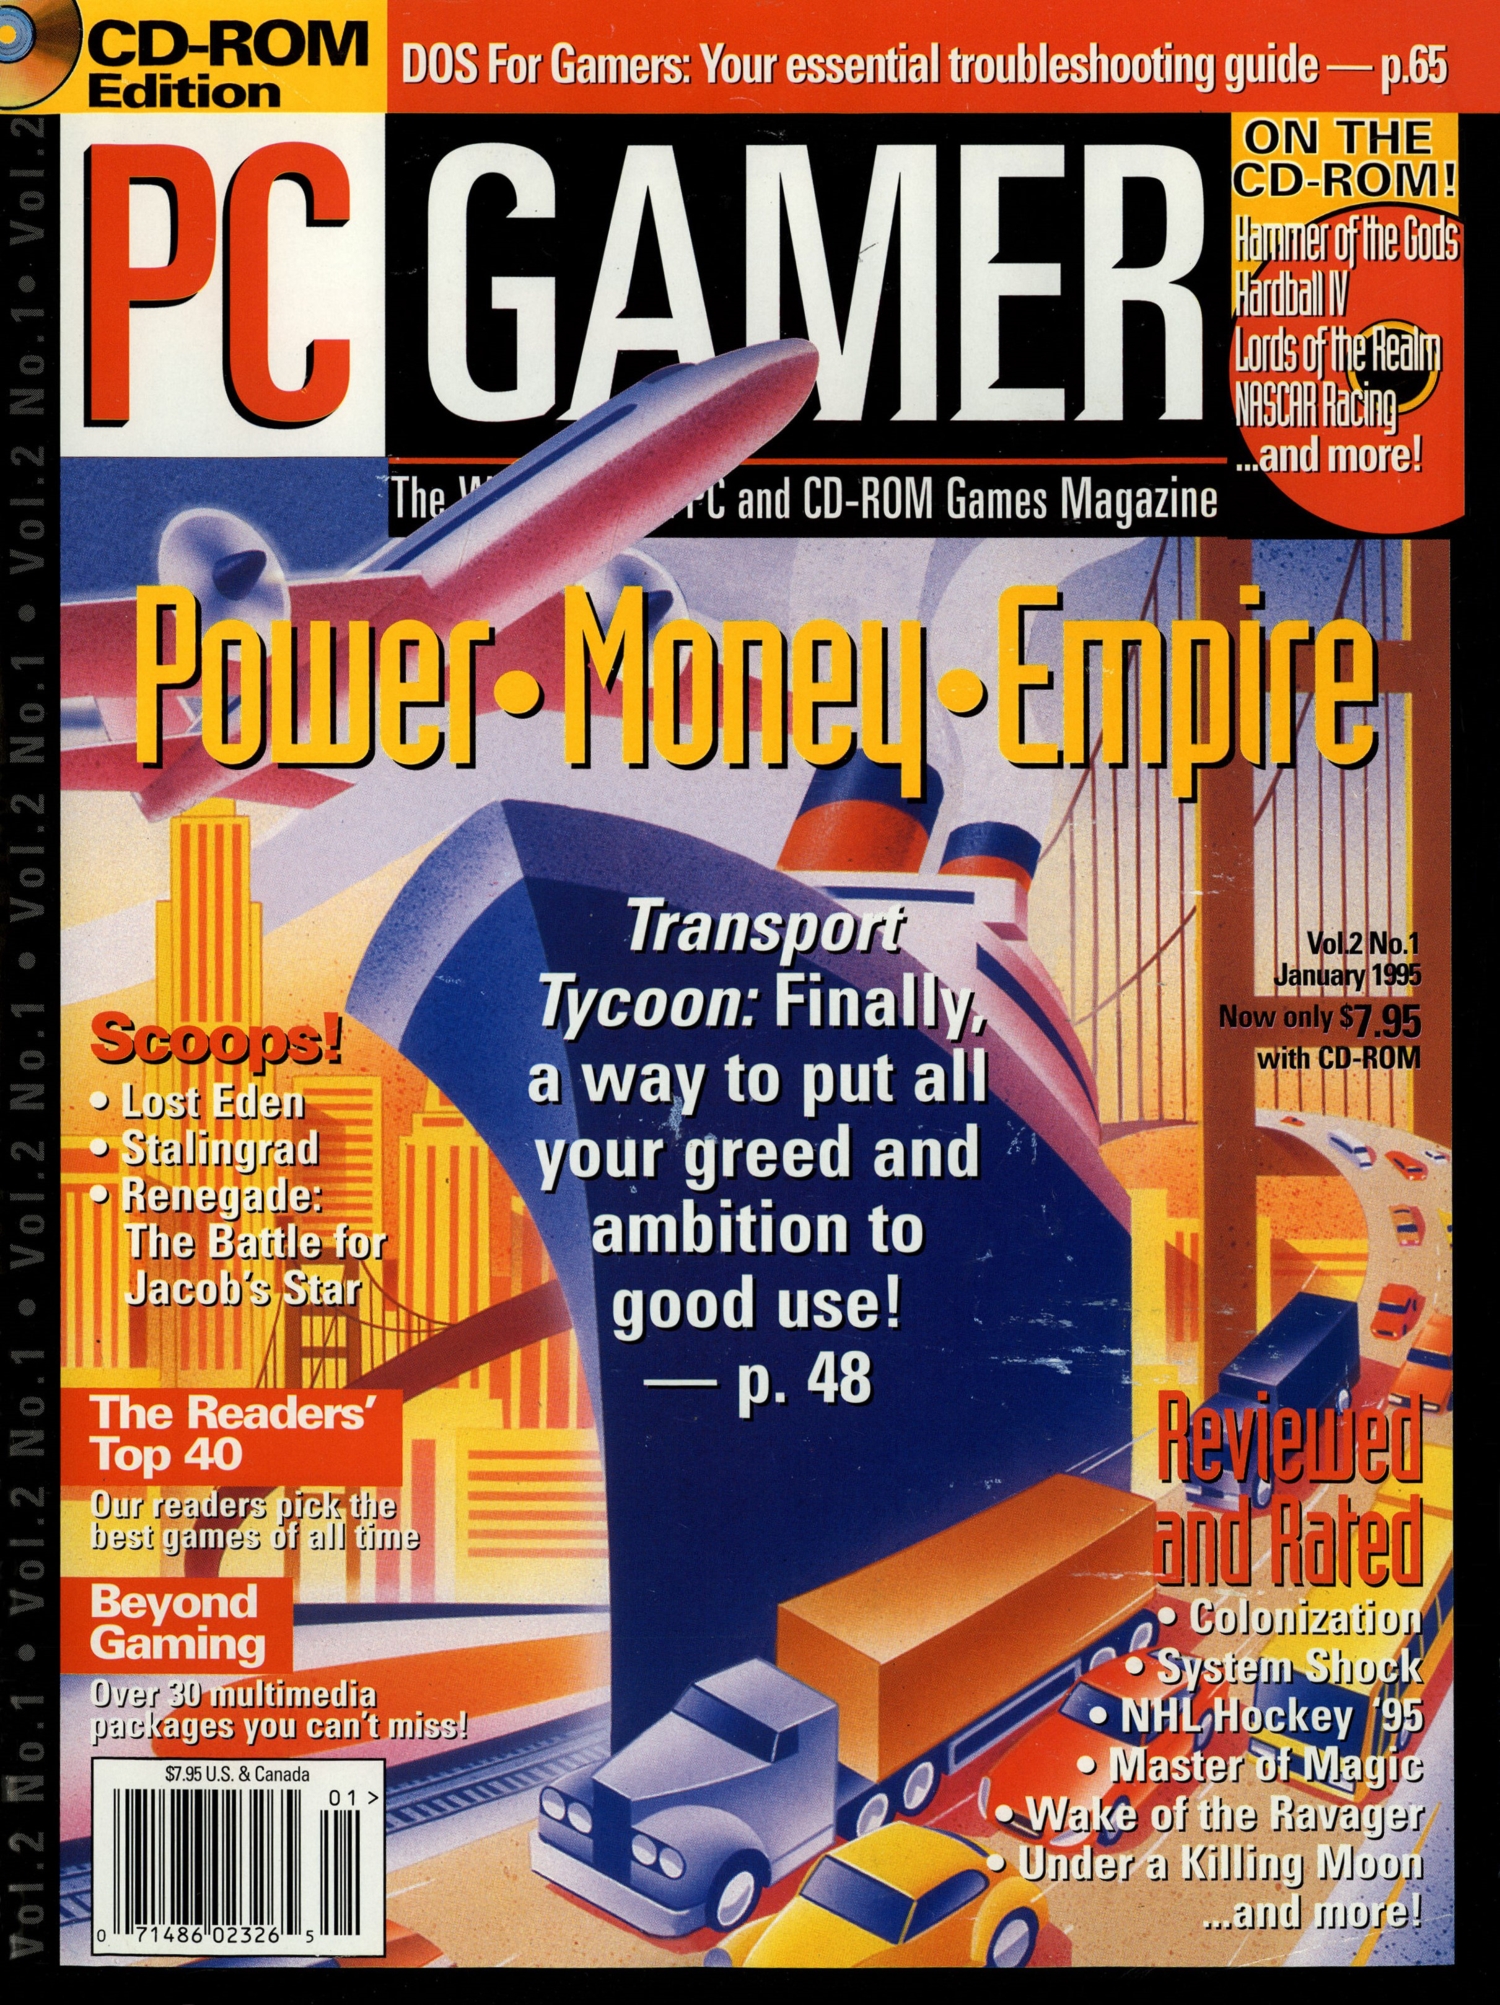 CD-ROM
Edition
DOS For Gamers: Your essential troubleshooting guide — p.65
PC GAMER
The W PC and CD-ROM Games Magazine
ON THE
CD-ROM!
Hammer of the Gods
Hardball IV
Lords of the Realm
NASCAR Racing
...and more!
Power • Money • Empire
Transport
Tycoon: Finally,
a way to put all
your greed and
ambition to
good use!
— p. 48
Vol.2 No.1
January 1995
Now only $7.95
with CD-ROM
Scoops!
• Lost Eden
• Stalingrad
• Renegade:
The Battle for
Jacob's Star
The Readers'
Top 40
Our readers pick the
best games of all time
Beyond
Gaming
Over 30 multimedia
packages you can't miss!
Reviewed
and Rated
• Colonization
• System Shock
• NHL Hockey '95
• Master of Magic
• Wake of the Ravager
• Under a Killing Moon
...and more!
$7.95 U.S. & Canada
01 >
0 71486 02326 5
Vol.2 No.1 • Vol.2 No.1 • Vol.2 No.1 • Vol.2 No.1 • Vol.2 No.1 • Vol.2 No.1 • Vol.2